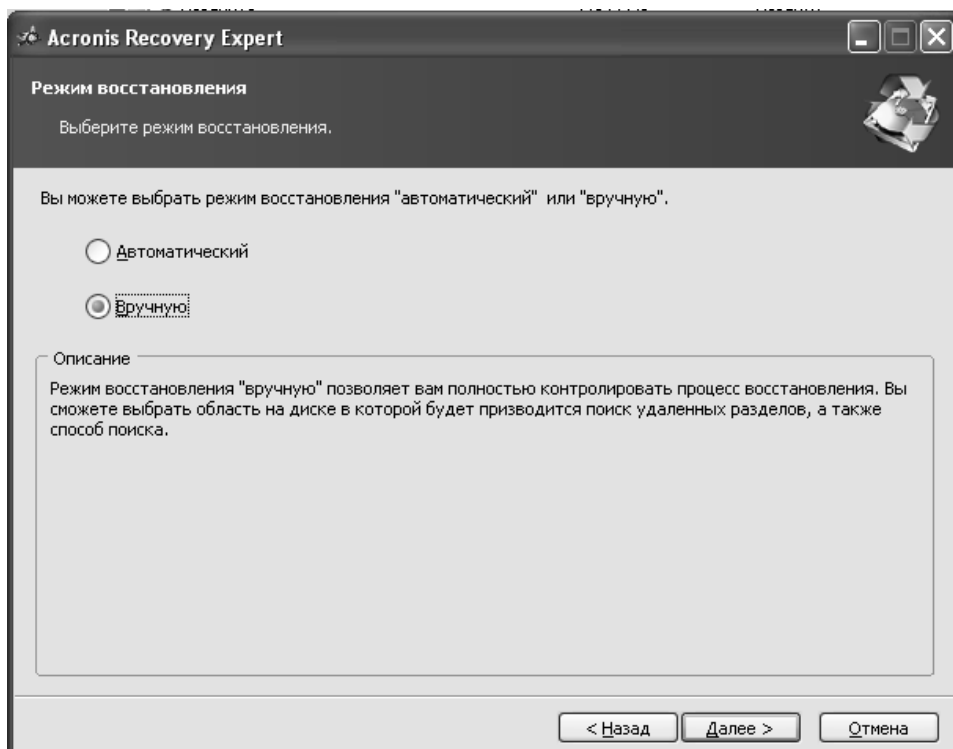 Acronis Recovery Expert
Режим восстановления
Выберите режим восстановления.
Вы можете выбрать режим восстановления "автоматический" или "вручную".
Автоматический
Вручную
Описание
Режим восстановления "вручную" позволяет вам полностью контролировать процесс восстановления. Вы
сможете выбрать область на диске в которой будет призводится поиск удаленных разделов, а также
способ поиска.
< Назад
Далее >
Отмена